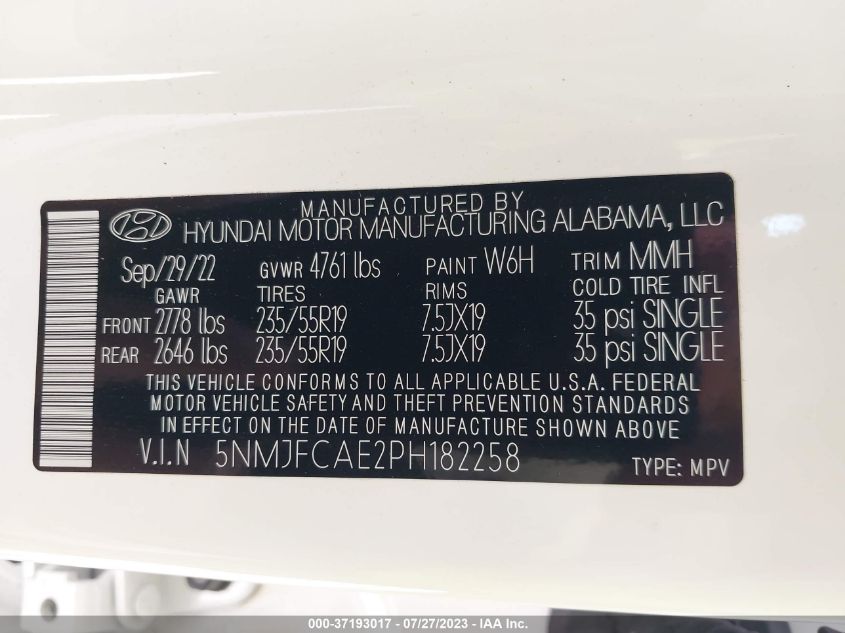 MANUFACTURED BY
HYUNDAI MOTOR MANUFACTURING ALABAMA, LLC
Sep/29/22 GVWR 4761 lbs PAINT W6H TRIM MMH
GAWR TIRES RIMS COLD TIRE INFL
FRONT 2778 lbs 235/55R19 7.5JX19 35 psi SINGLE
REAR 2646 lbs 235/55R19 7.5JX19 35 psi SINGLE
THIS VEHICLE CONFORMS TO ALL APPLICABLE U.S.A. FEDERAL
MOTOR VEHICLE SAFETY AND THEFT PREVENTION STANDARDS
IN EFFECT ON THE DATE OF MANUFACTURE SHOWN ABOVE
V.I.N 5NMJFCAE2PH182258
TYPE: MPV
000-37193017 - 07/27/2023 - © IAA Inc.